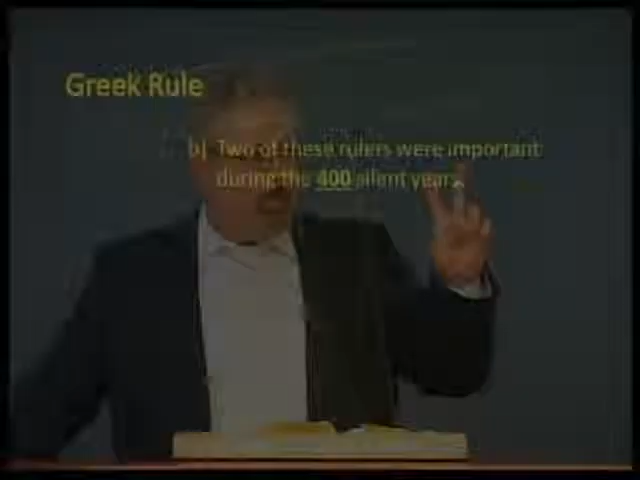 Greek Rule
b) Two of these rulers were important
during the 400 silent years